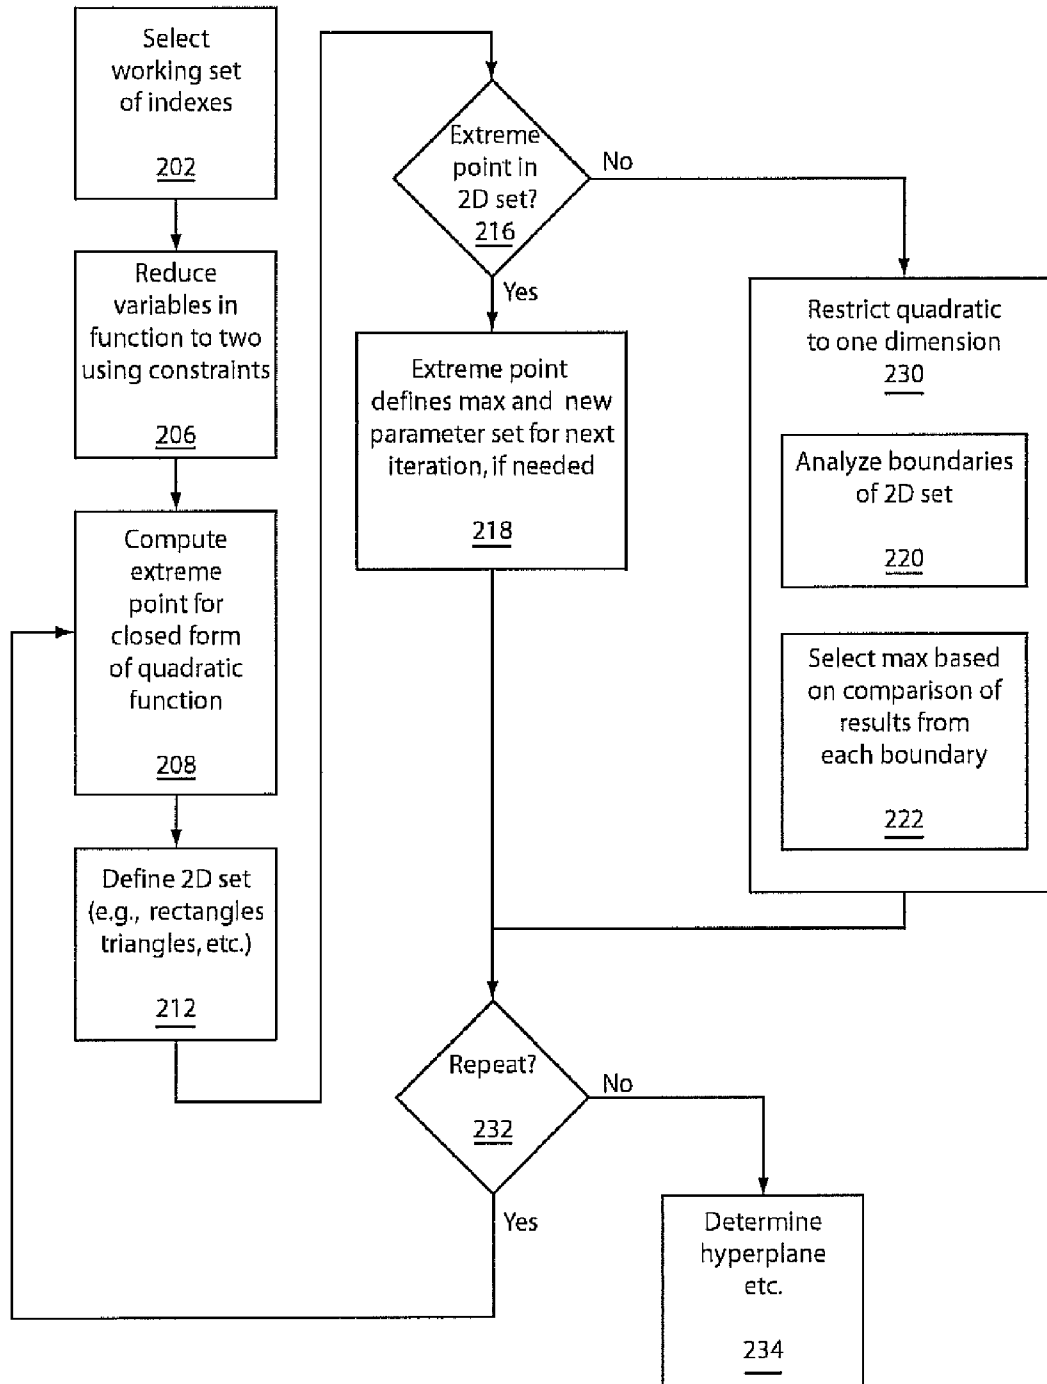 Select
working set
of indexes
202
Reduce
variables in
function to two
using constraints
206
Compute
extreme
point for
closed form
of quadratic
function
208
Define 2D set
(e.g., rectangles
triangles, etc.)
212
Extreme
point in
2D set?
216
No
Yes
Extreme point
defines max and new
parameter set for next
iteration, if needed
218
Restrict quadratic
to one dimension
230
Analyze boundaries
of 2D set
220
Select max based
on comparison of
results from
each boundary
222
Repeat?
232
No
Yes
Determine
hyperplane
etc.
234